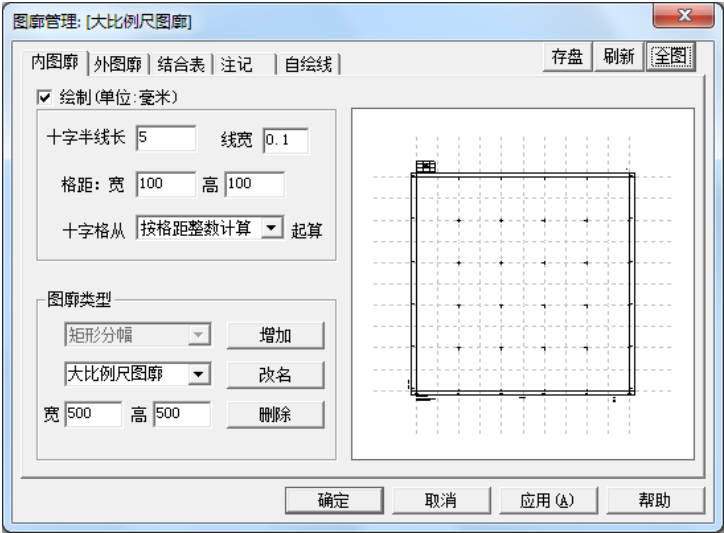 图廓管理: [大比例尺图廓]
内图廓 外图廓 结合表 注记 自绘线 存盘 刷新 全图
绘制(单位:毫米)
十字半线长 5 线宽 0.1
格距: 宽 100 高 100
十字格从 按格距整数计算 起算
图廓类型
矩形分幅 增加
大比例尺图廓 改名
宽 500 高 500 删除
确定 取消 应用(A) 帮助